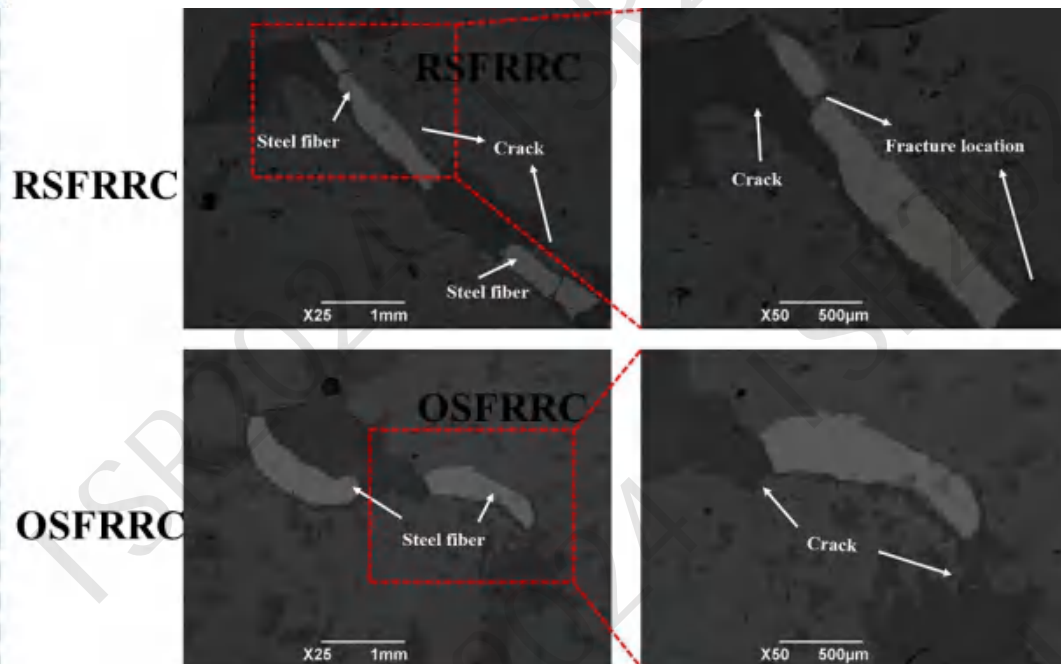 RSFRRC
RSFRRC
Steel fiber
Crack
Steel fiber
X25 1mm
Crack
Fracture location
X50 500μm
OSFRRC
OSFRRC
Steel fiber
X25 1mm
Crack
X50 500μm